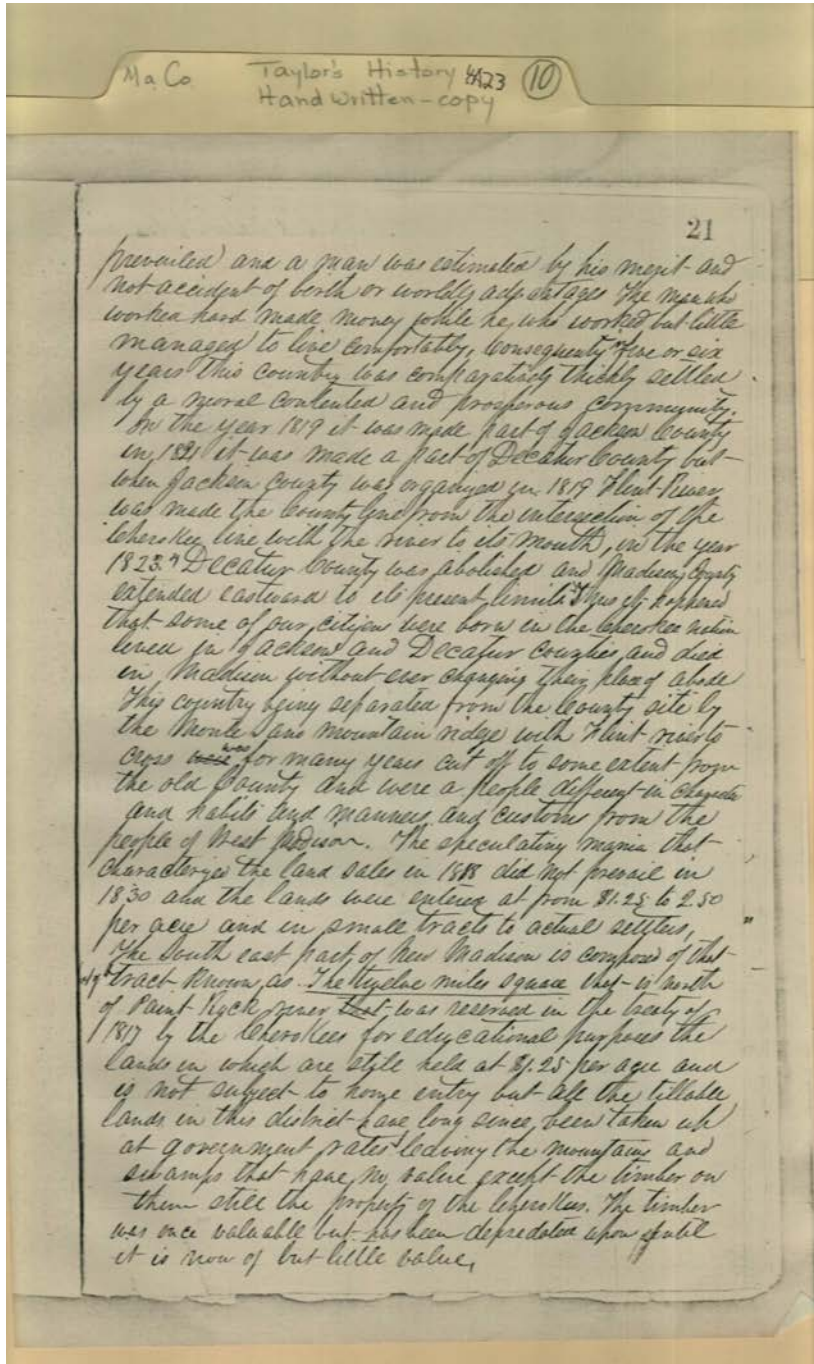 Ma Co Taylor's History 4A23 10
Hand Written - copy
21
prevailed and a man was estimated by his merit and
not accident of berth or worldly advantages The man who
worked hard made money while he who worked but little
managed to live comfortably, Consequently five or six
years this country was comparatively thickly settled
by a moral contented and prosperous community.
In the year 1819 it was made part of Jackson County
in 1821 it was made a part of Decatur County but
when Jackson County was organized in 1819 Flint River
was made the County line from the intersection of the
Cherokee line with the river to its mouth, in the year
1823 Decatur County was abolished and Madison County
extended eastward to its present limits Thus it happened
that some of our citizen were born in the Cherokee nation
lived in Jackson and Decatur counties and died
in Madison without ever changing their place of abode
This country being separated from the County site by
the Monte Sano mountain ridge with Flint river to
cross were was for many years cut off to some extent from
the old County and were a people different in character
and habits and manners and customs from the
people of West Madison. The speculating mania that
characterized the land sales in 1818 did not prevail in
1830 and the lands were entered at from $1.25 to 2.50
per acre and in small tracts to actual settlers,
The South east part of New Madison is composed of that
tract known as The twelve miles square that is north
of Paint Rock river that was reserved in the treaty of
1817 by the Cherokees for educational purposes the
lands in which are stile held at $1.25 per acre and
is not subject to home entry but all the tillable
lands in this district have long since been taken up
at government rates leaving the mountains and
swamps that have no value except the timber on
them still the property of the Cherokees. The timber
was once valuable but has been depredated upon until
it is now of but little value,